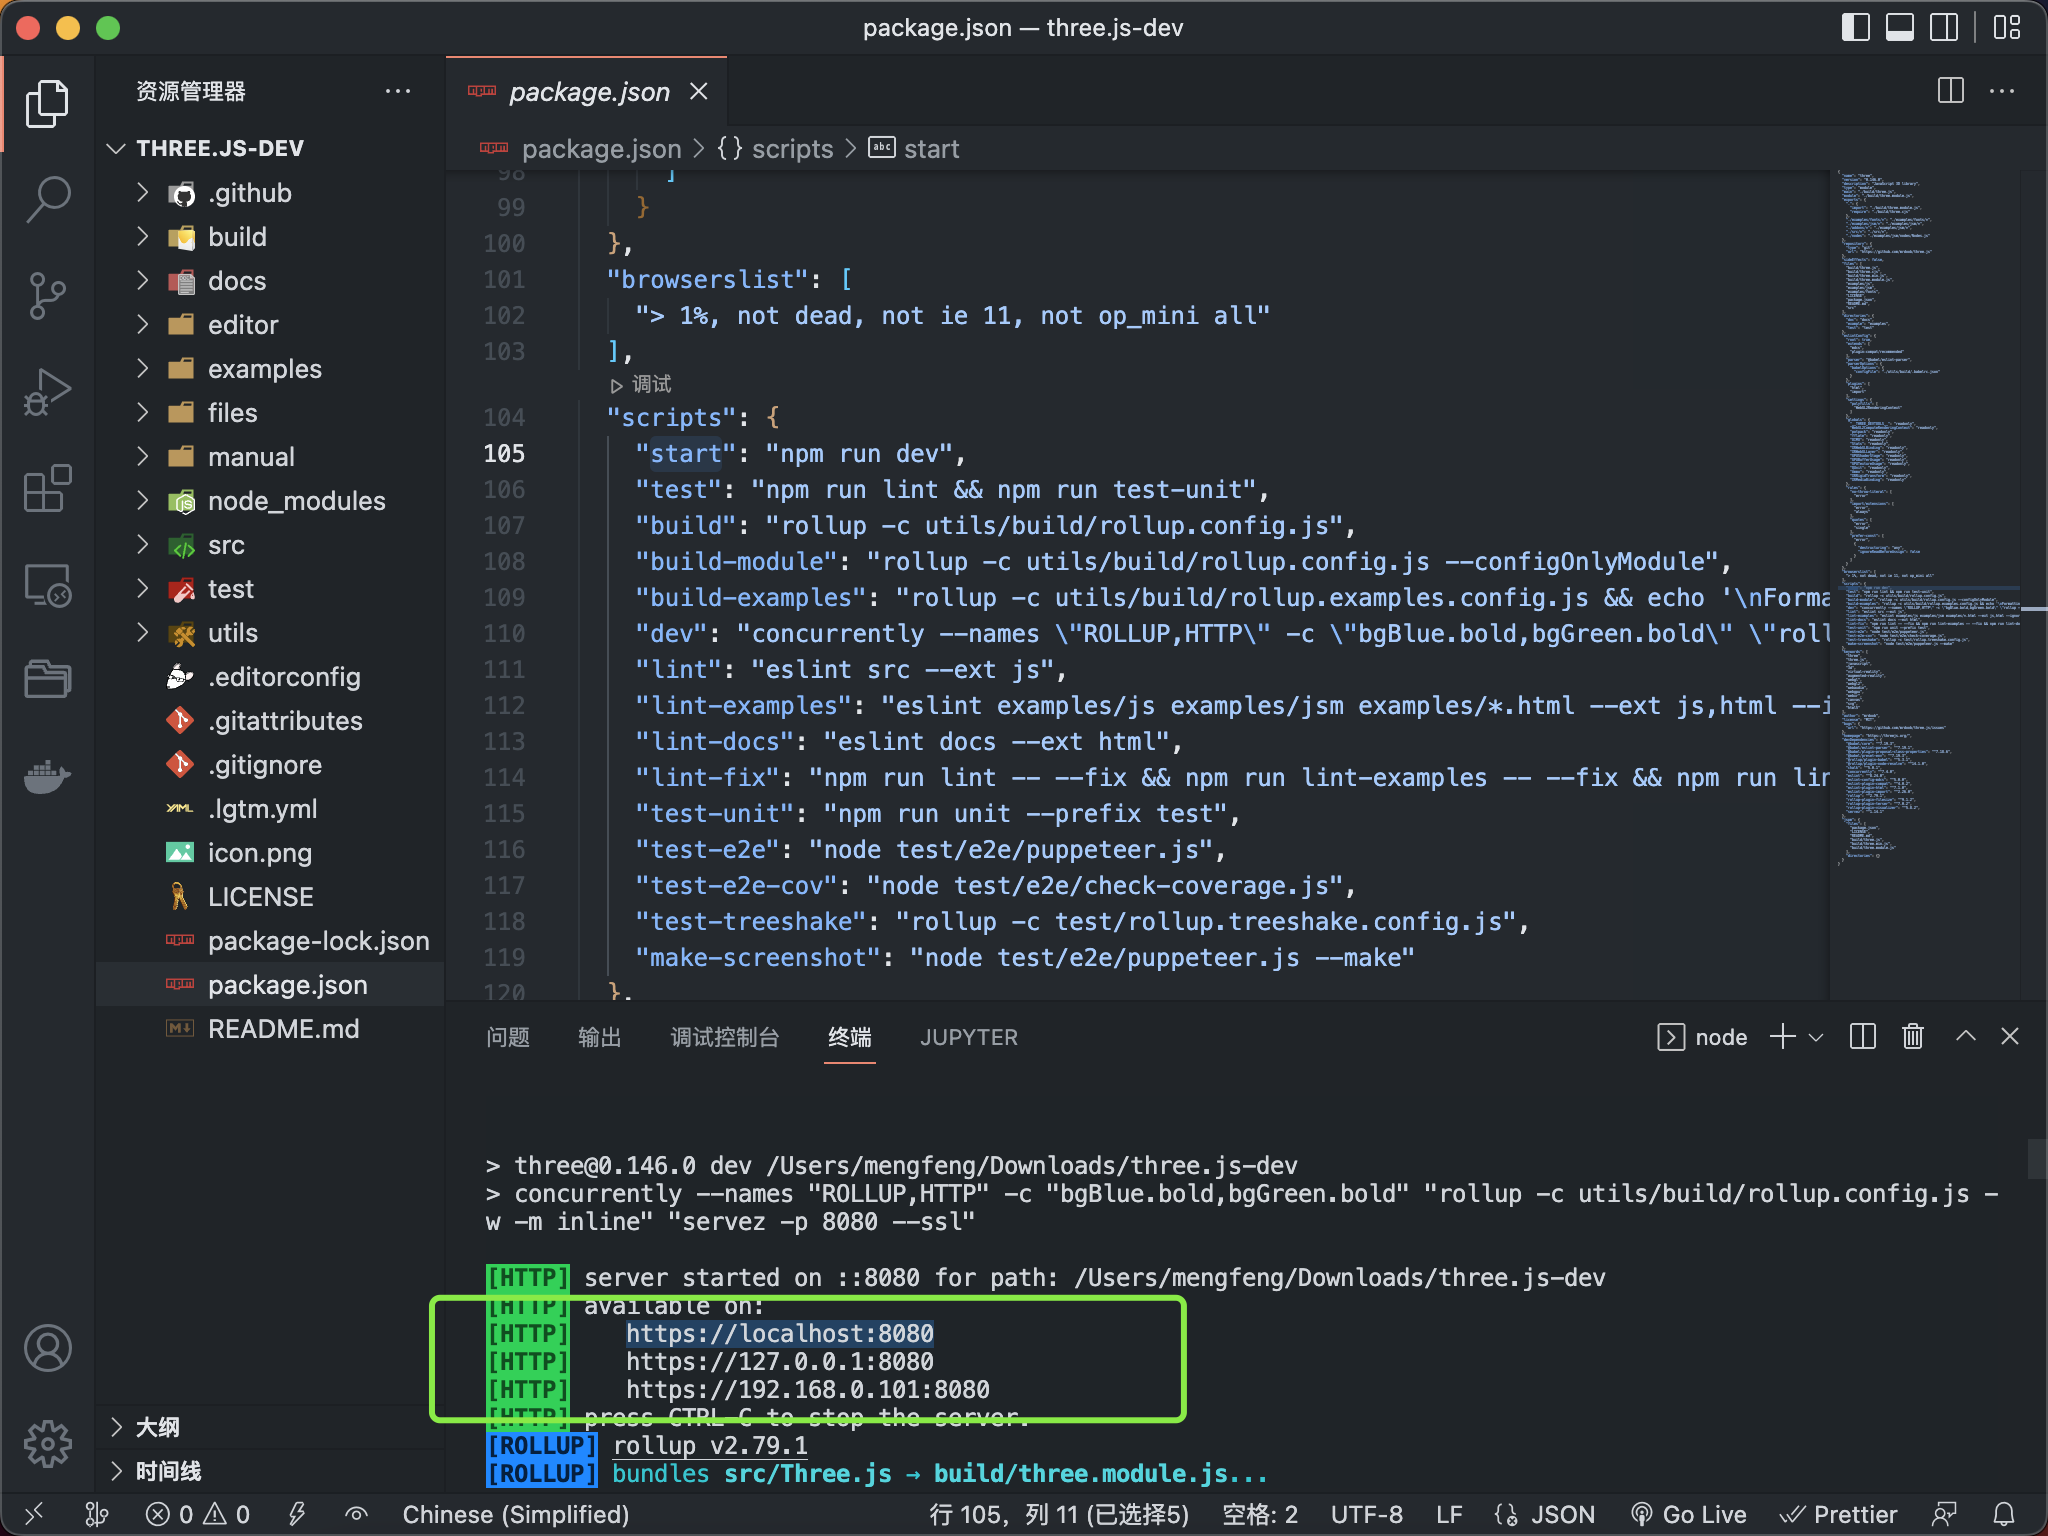 package.json — three.js-dev
资源管理器
THREE.JS-DEV
.github
build
docs
editor
examples
files
manual
node_modules
src
test
utils
.editorconfig
.gitattributes
.gitignore
.lgtm.yml
icon.png
LICENSE
package-lock.json
package.json
README.md
大纲
时间线
package.json
package.json > {} scripts > abc start
98 ]
99 }
100 },
101 "browserslist": [
102 "> 1%, not dead, not ie 11, not op_mini all"
103 ],
调试
104 "scripts": {
105 "start": "npm run dev",
106 "test": "npm run lint && npm run test-unit",
107 "build": "rollup -c utils/build/rollup.config.js",
108 "build-module": "rollup -c utils/build/rollup.config.js --configOnlyModule",
109 "build-examples": "rollup -c utils/build/rollup.examples.config.js && echo '\nForma
110 "dev": "concurrently --names \"ROLLUP,HTTP\" -c \"bgBlue.bold,bgGreen.bold\" \"roll
111 "lint": "eslint src --ext js",
112 "lint-examples": "eslint examples/js examples/jsm examples/*.html --ext js,html --i
113 "lint-docs": "eslint docs --ext html",
114 "lint-fix": "npm run lint -- --fix && npm run lint-examples -- --fix && npm run lin
115 "test-unit": "npm run unit --prefix test",
116 "test-e2e": "node test/e2e/puppeteer.js",
117 "test-e2e-cov": "node test/e2e/check-coverage.js",
118 "test-treeshake": "rollup -c test/rollup.treeshake.config.js",
119 "make-screenshot": "node test/e2e/puppeteer.js --make"
120 },
问题 输出 调试控制台 终端 JUPYTER node
> three@0.146.0 dev /Users/mengfeng/Downloads/three.js-dev
> concurrently --names "ROLLUP,HTTP" -c "bgBlue.bold,bgGreen.bold" "rollup -c utils/build/rollup.config.js -
w -m inline" "servez -p 8080 --ssl"
[HTTP] server started on ::8080 for path: /Users/mengfeng/Downloads/three.js-dev
[HTTP] available on:
[HTTP] https://localhost:8080
[HTTP] https://127.0.0.1:8080
[HTTP] https://192.168.0.101:8080
[HTTP] press CTRL-C to stop the server.
[ROLLUP] rollup v2.79.1
[ROLLUP] bundles src/Three.js → build/three.module.js...
0 0 Chinese (Simplified) 行 105，列 11 (已选择5) 空格: 2 UTF-8 LF JSON Go Live Prettier